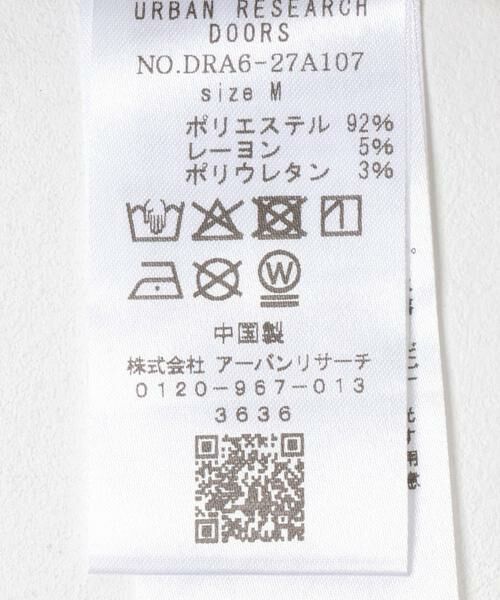 URBAN RESEARCH
DOORS
NO.DRA6-27A107
size M
ポリエステル 92%
レーヨン 5%
ポリウレタン 3%
W
中国製
株式会社 アーバンリサーチ
0120-967-013
3636